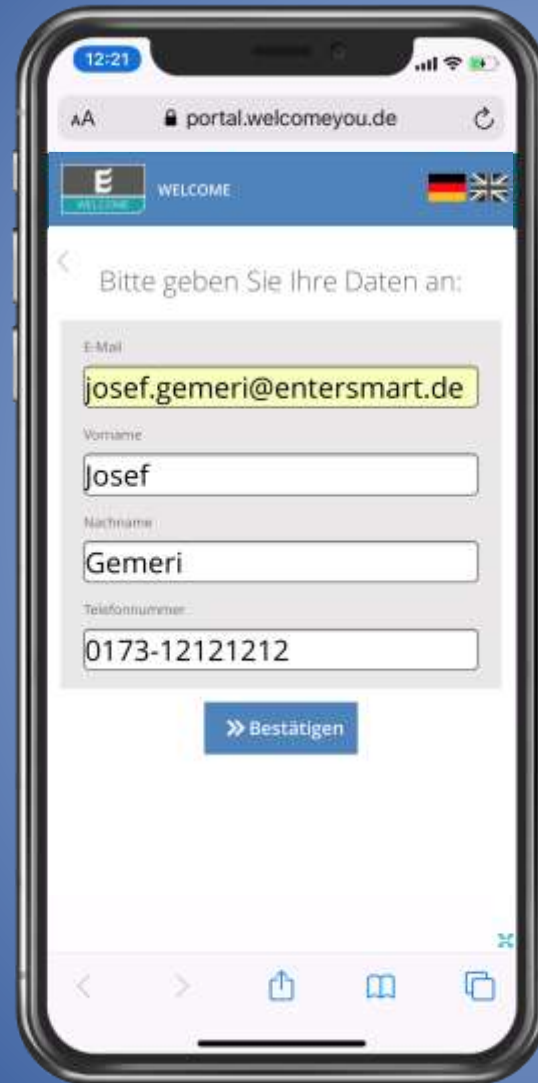 12:21
AA portal.welcomeyou.de
E
WELCOME
WELCOME
Bitte geben Sie Ihre Daten an:
E-Mail
josef.gemeri@entersmart.de
Vorname
Josef
Nachname
Gemeri
Telefonnummer
0173-12121212
Bestätigen